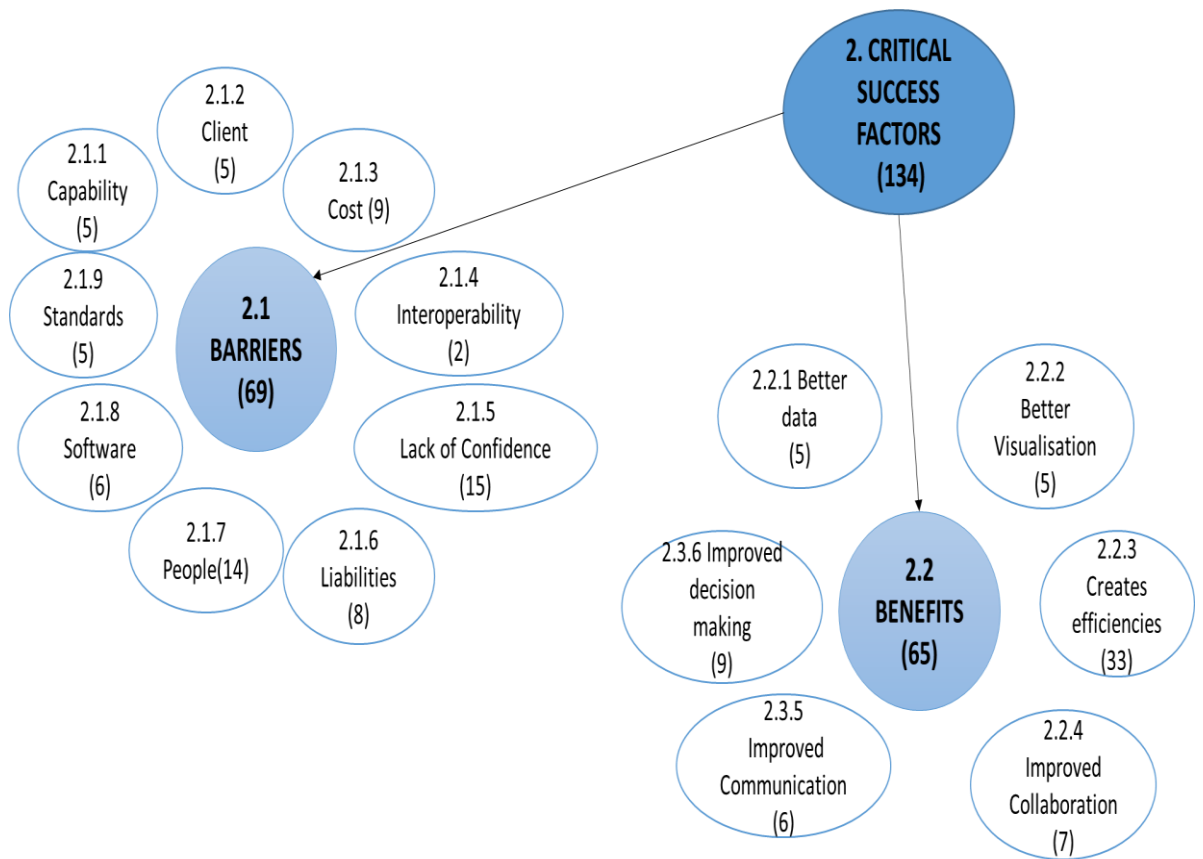 2. CRITICAL
SUCCESS
FACTORS
(134)
2.1
BARRIERS
(69)
2.1.1
Capability
(5)
2.1.2
Client
(5)
2.1.3
Cost (9)
2.1.4
Interoperability
(2)
2.1.5
Lack of Confidence
(15)
2.1.6
Liabilities
(8)
2.1.7
People(14)
2.1.8
Software
(6)
2.1.9
Standards
(5)
2.2
BENEFITS
(65)
2.2.1 Better
data
(5)
2.2.2
Better
Visualisation
(5)
2.2.3
Creates
efficiencies
(33)
2.2.4
Improved
Collaboration
(7)
2.3.5
Improved
Communication
(6)
2.3.6 Improved
decision
making
(9)